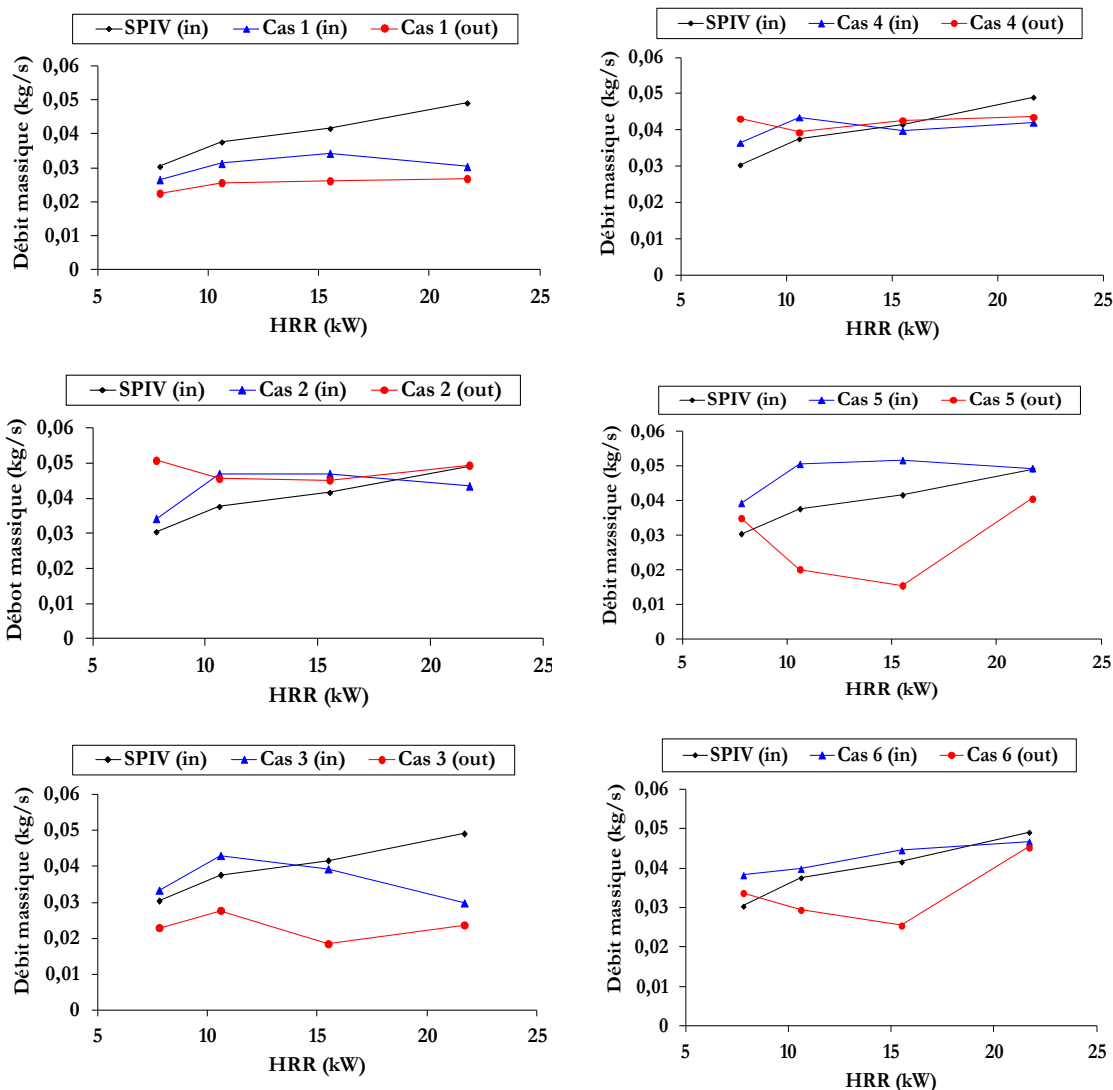 SPIV (in) Cas 1 (in) Cas 1 (out)
Débit massique (kg/s)
0,06
0,05
0,04
0,03
0,02
0,01
0
5 10 15 20 25
HRR (kW)
SPIV (in) Cas 4 (in) Cas 4 (out)
Débit massique (kg/s)
0,06
0,05
0,04
0,03
0,02
0,01
0
5 10 15 20 25
HRR (kW)
SPIV (in) Cas 2 (in) Cas 2 (out)
Débot massique (kg/s)
0,06
0,05
0,04
0,03
0,02
0,01
0
5 10 15 20 25
HRR (kW)
SPIV (in) Cas 5 (in) Cas 5 (out)
Débit mazssique (kg/s)
0,06
0,05
0,04
0,03
0,02
0,01
0
5 10 15 20 25
HRR (kW)
SPIV (in) Cas 3 (in) Cas 3 (out)
Débit massique (kg/s)
0,06
0,05
0,04
0,03
0,02
0,01
0
5 10 15 20 25
HRR (kW)
SPIV (in) Cas 6 (in) Cas 6 (out)
Débit massique (kg/s)
0,06
0,05
0,04
0,03
0,02
0,01
0
5 10 15 20 25
HRR (kW)